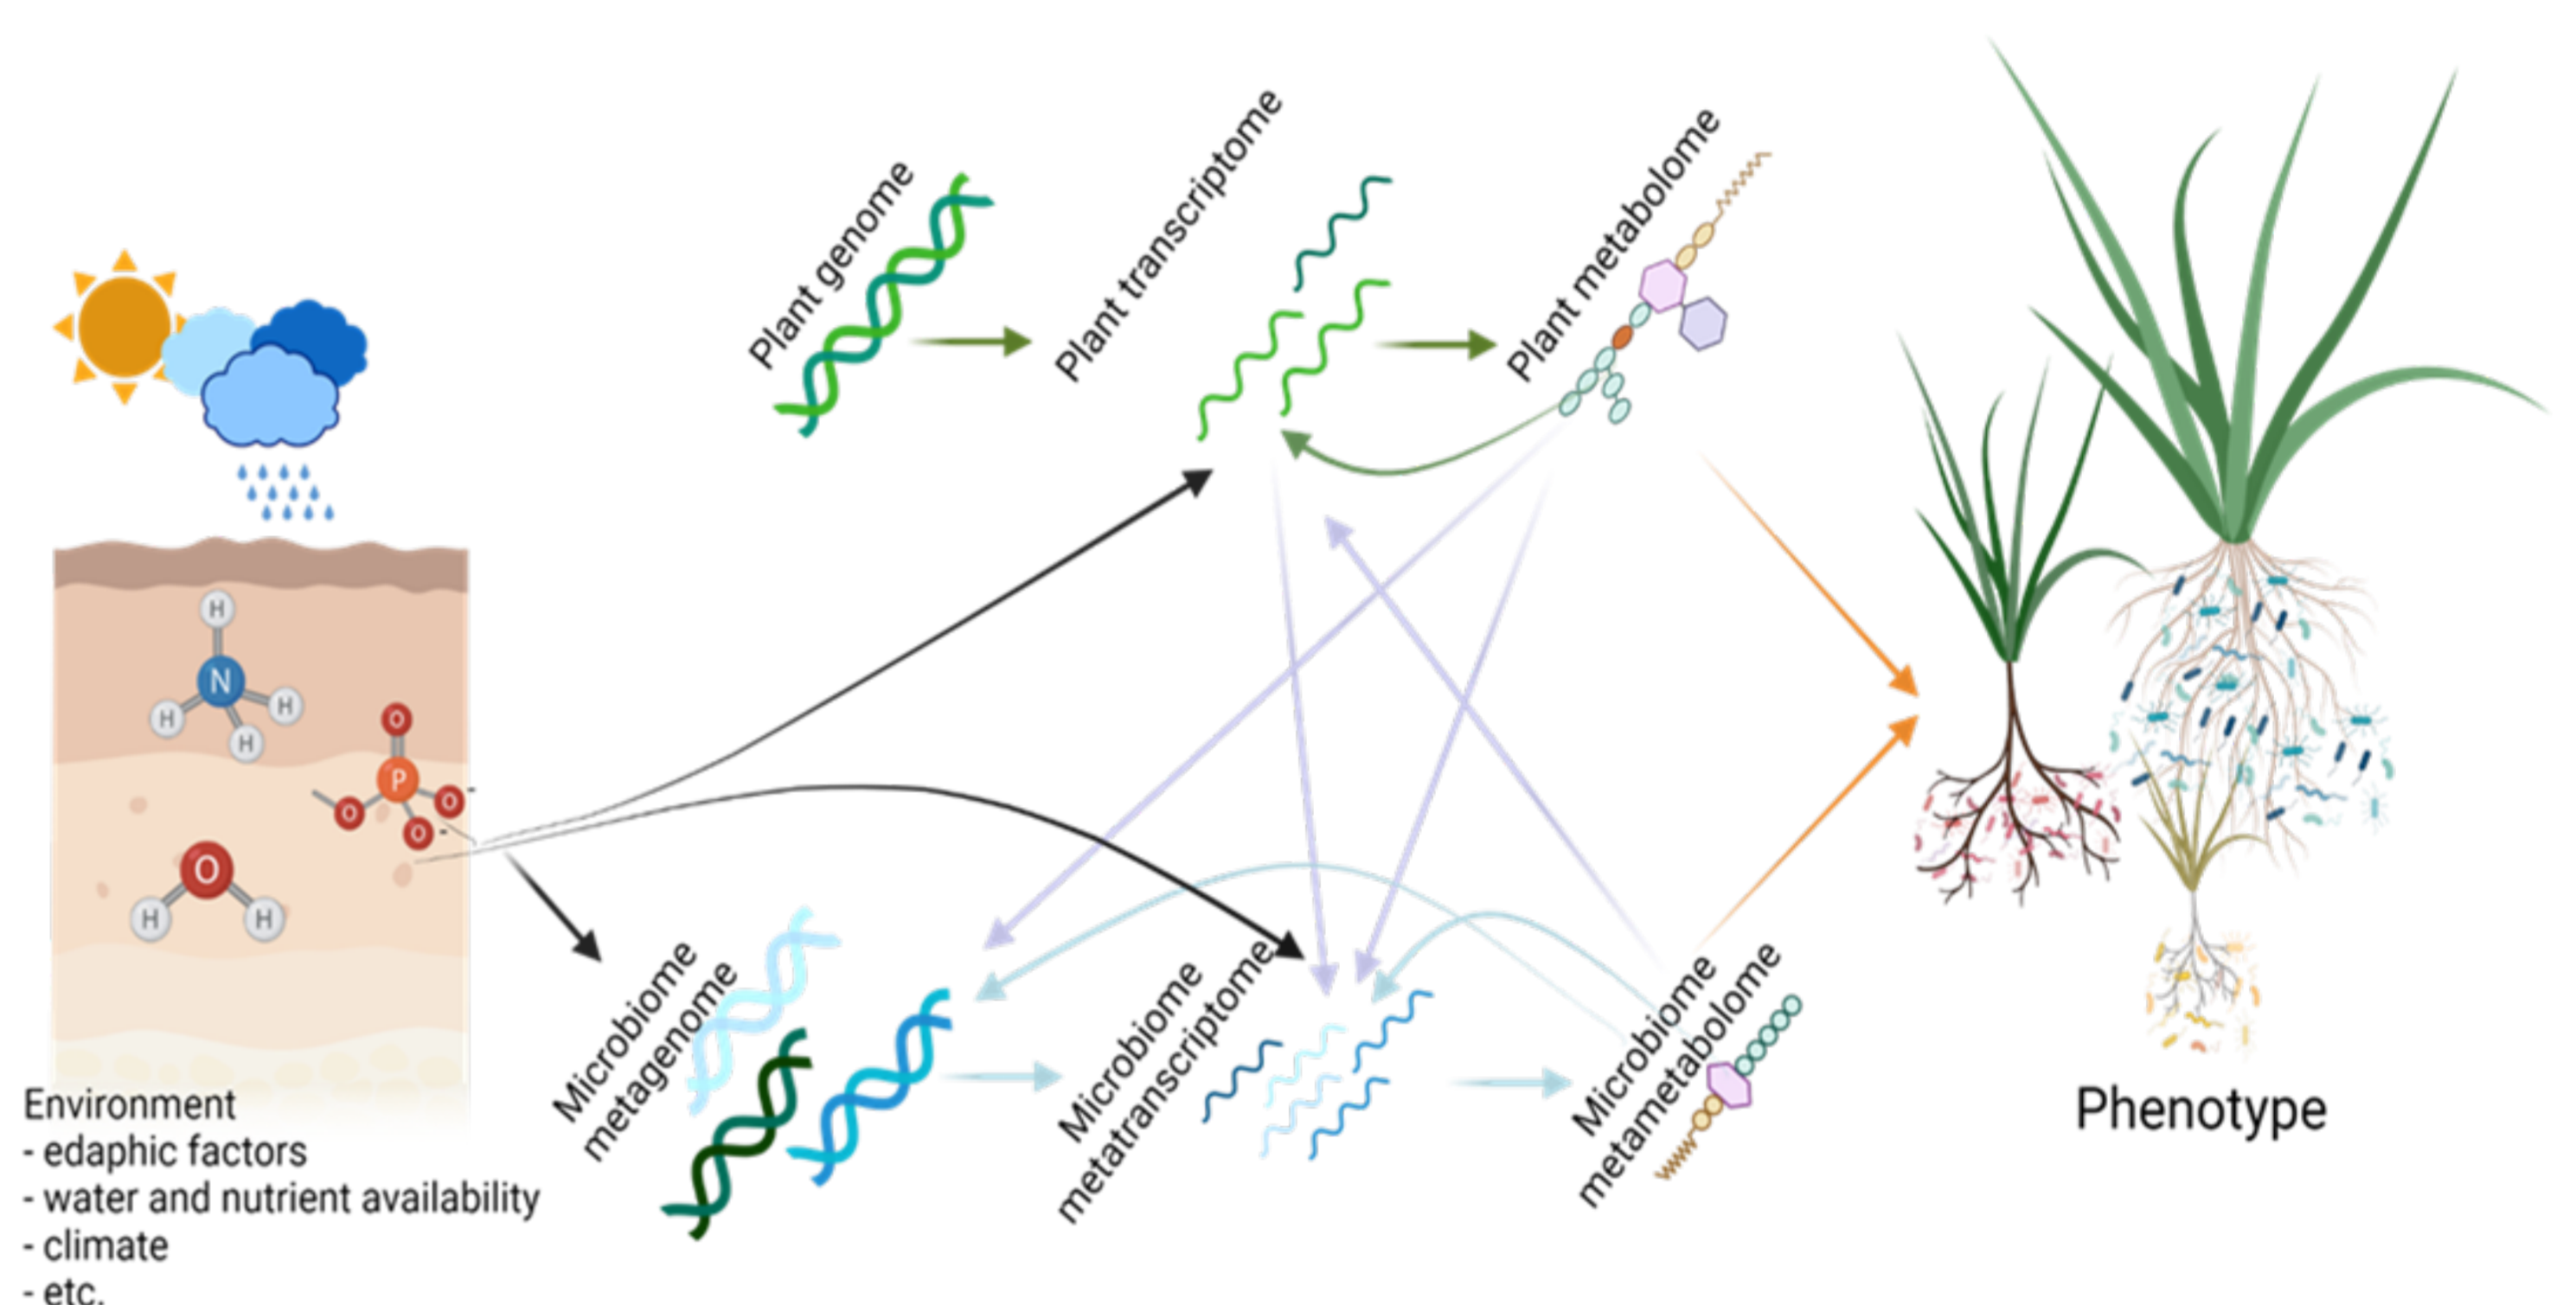 Plant genome
Plant transcriptome
Plant metabolome
H
N
H
H
H
O
P
O
O
-
O
-
O
H
H
Microbiome
metagenome
Microbiome
metatranscriptome
Microbiome
metametabolome
Phenotype
Environment
- edaphic factors
- water and nutrient availability
- climate
- etc.